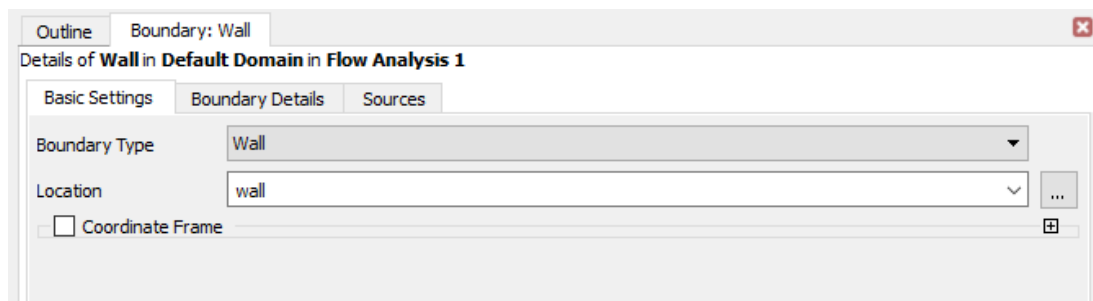 Outline Boundary: Wall
Details of Wall in Default Domain in Flow Analysis 1
Basic Settings Boundary Details Sources
Boundary Type Wall
Location wall ...
Coordinate Frame